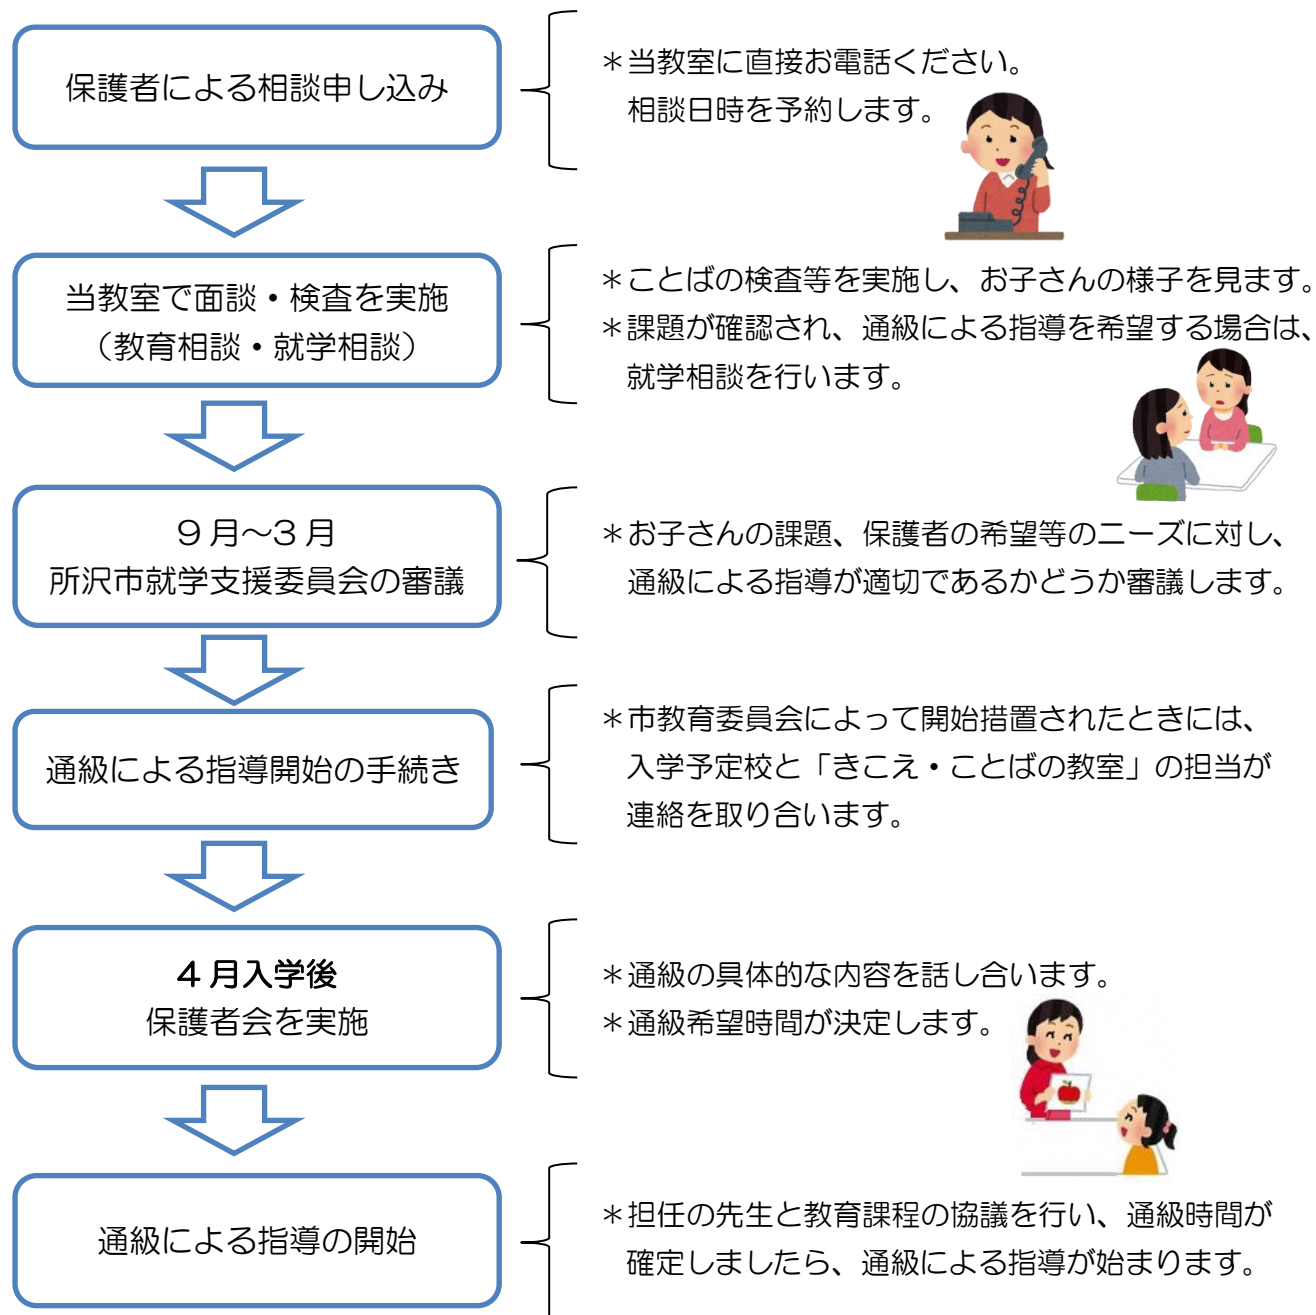 保護者による相談申し込み
＊当教室に直接お電話ください。
相談日時を予約します。
当教室で面談・検査を実施
（教育相談・就学相談）
＊ことばの検査等を実施し、お子さんの様子を見ます。
＊課題が確認され、通級による指導を希望する場合は、
就学相談を行います。
９月～３月
所沢市就学支援委員会の審議
＊お子さんの課題、保護者の希望等のニーズに対し、
通級による指導が適切であるかどうか審議します。
通級による指導開始の手続き
＊市教育委員会によって開始措置されたときには、
入学予定校と「きこえ・ことばの教室」の担当が
連絡を取り合います。
４月入学後
保護者会を実施
＊通級の具体的な内容を話し合います。
＊通級希望時間が決定します。
通級による指導の開始
＊担任の先生と教育課程の協議を行い、通級時間が
確定しましたら、通級による指導が始まります。